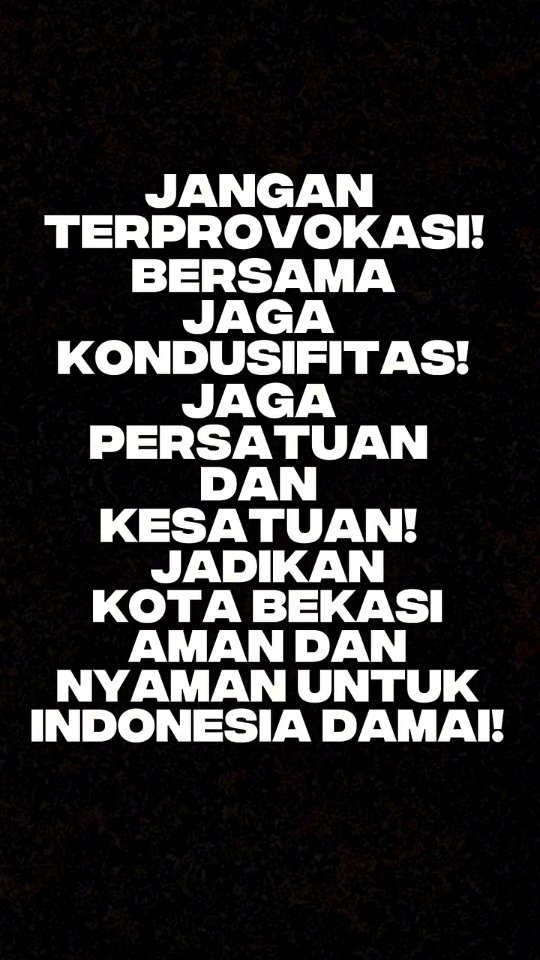 JANGAN
TERPROVOKASI!
BERSAMA
JAGA
KONDUSIFITAS!
JAGA
PERSATUAN
DAN
KESATUAN!
JADIKAN
KOTA BEKASI
AMAN DAN
NYAMAN UNTUK
INDONESIA DAMAI!